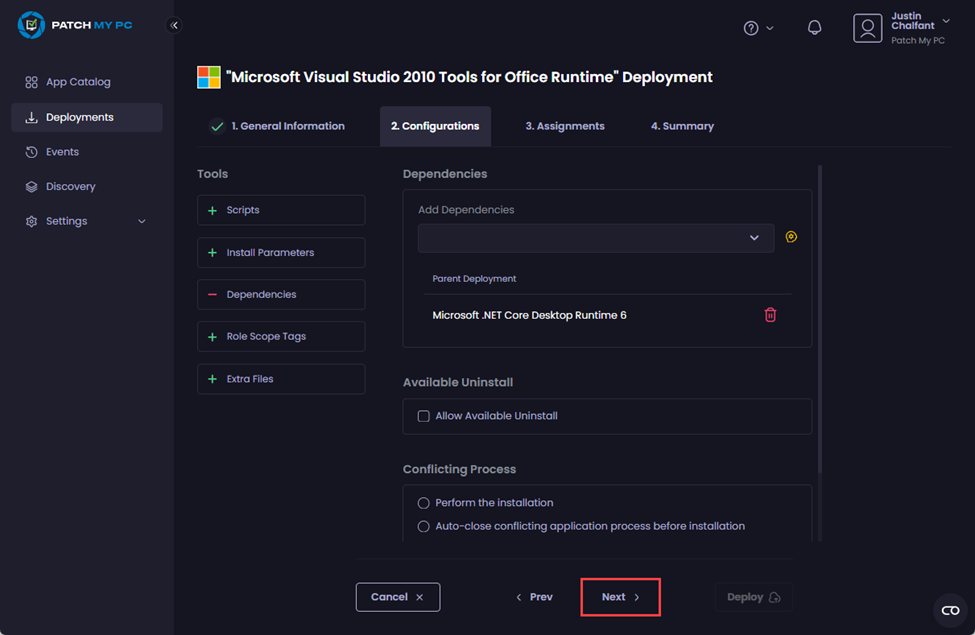 PATCH MY PC
Justin
Chalfant
Patch My PC
App Catalog
Deployments
Events
Discovery
Settings
"Microsoft Visual Studio 2010 Tools for Office Runtime" Deployment
1. General Information
2. Configurations
3. Assignments
4. Summary
Tools
Scripts
Install Parameters
Dependencies
Role Scope Tags
Extra Files
Dependencies
Add Dependencies
Parent Deployment
Microsoft .NET Core Desktop Runtime 6
Available Uninstall
Allow Available Uninstall
Conflicting Process
Perform the installation
Auto-close conflicting application process before installation
Cancel
Prev
Next
Deploy